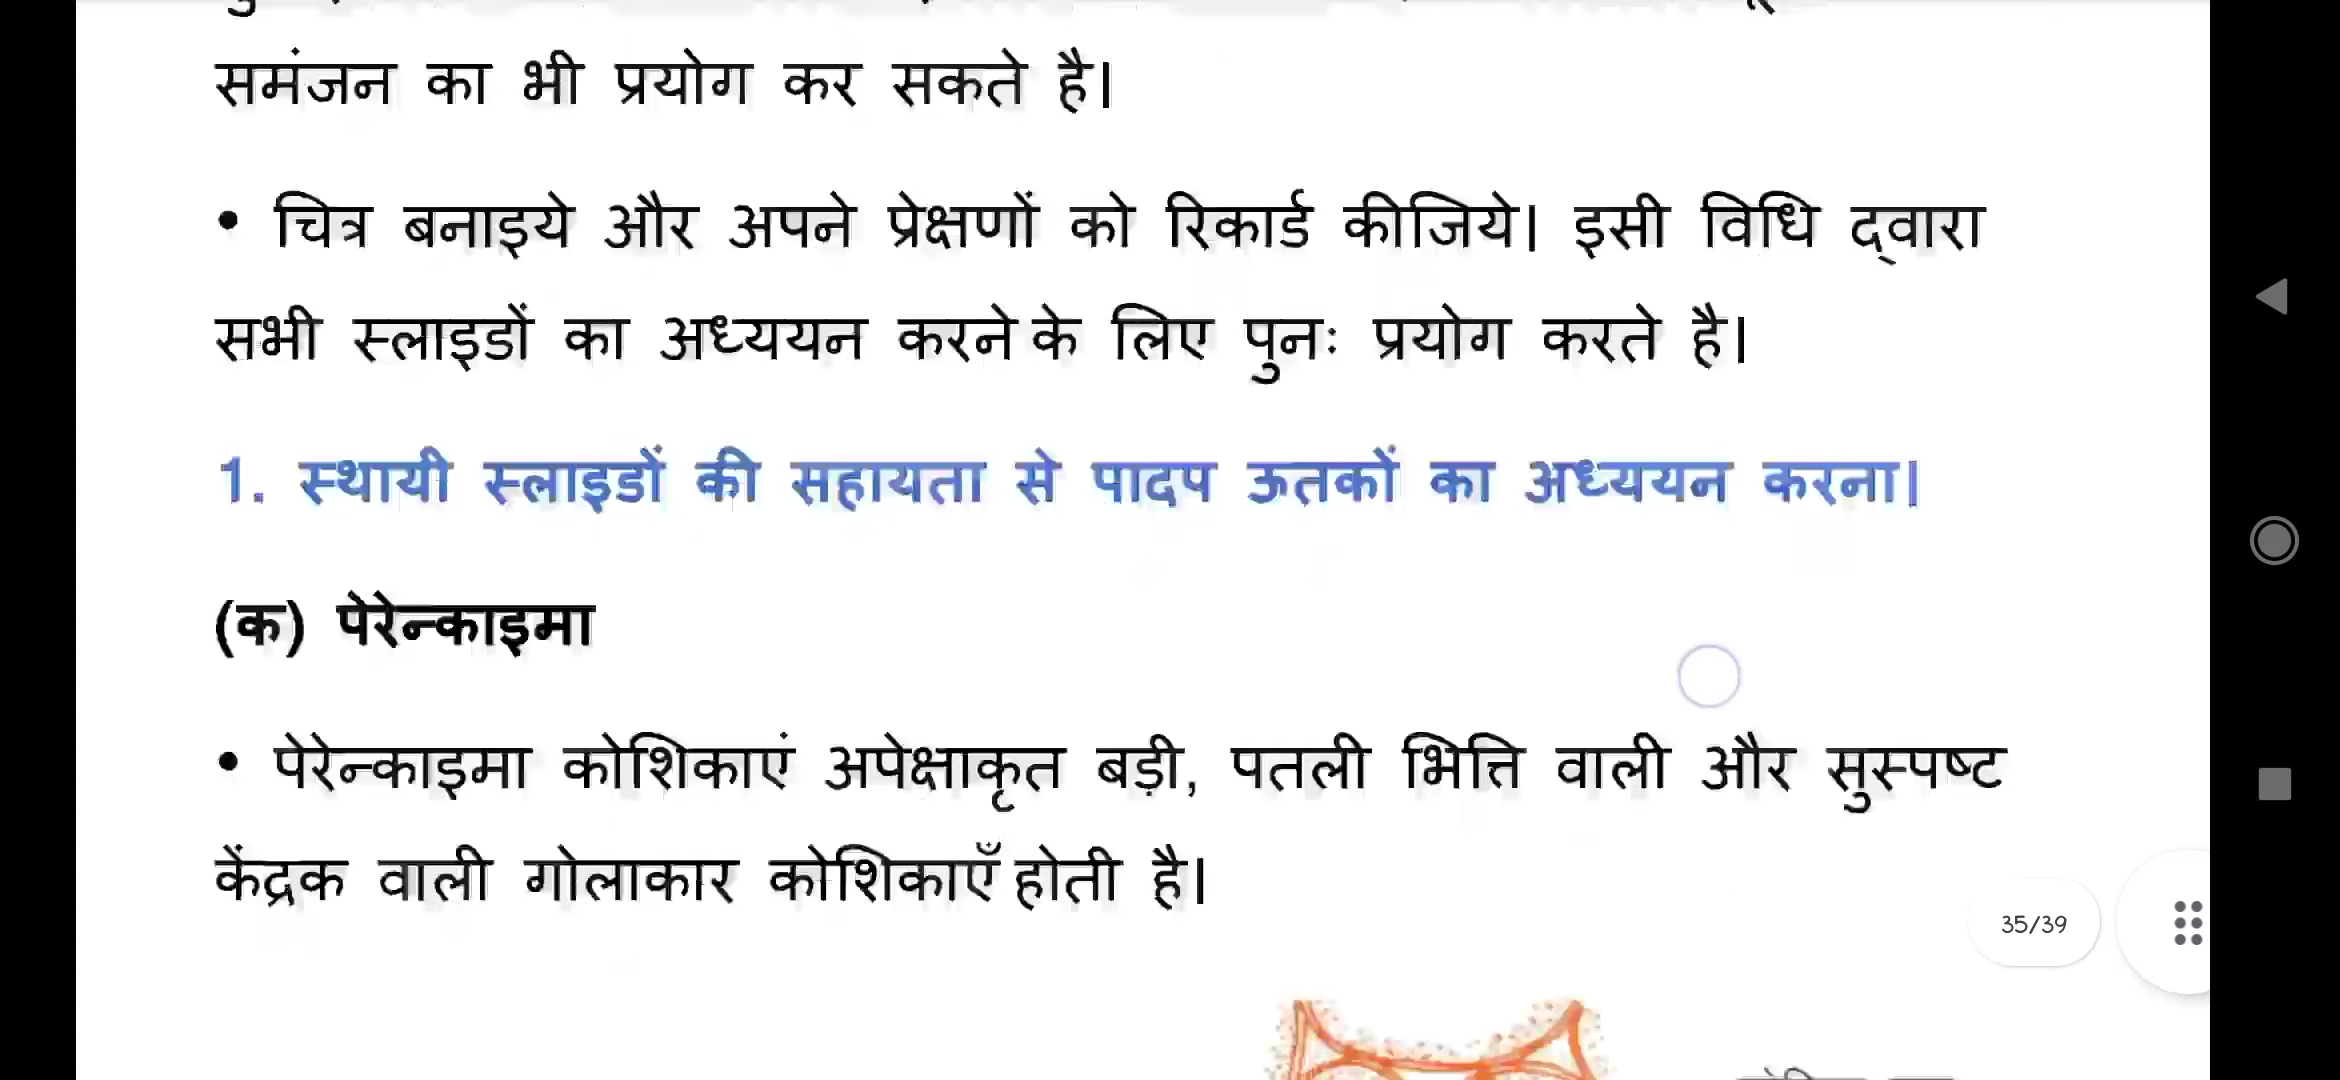 समंजन का भी प्रयोग कर सकते है।
• चित्र बनाइये और अपने प्रेक्षणों को रिकार्ड कीजिये। इसी विधि द्वारा
सभी स्लाइडों का अध्ययन करने के लिए पुनः प्रयोग करते है।
1. स्थायी स्लाइडों की सहायता से पादप ऊतकों का अध्ययन करना।
(क) पेरेन्काइमा
• पेरेन्काइमा कोशिकाएं अपेक्षाकृत बड़ी, पतली भित्ति वाली और सुस्पष्ट
केंद्रक वाली गोलाकार कोशिकाएँ होती है।
35/39